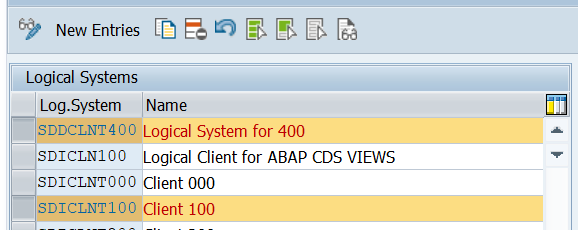 New Entries
Logical Systems
Log.System Name
SDDCLNT400 Logical System for 400
SDICLN100 Logical Client for ABAP CDS VIEWS
SDICLNT000 Client 000
SDICLNT100 Client 100